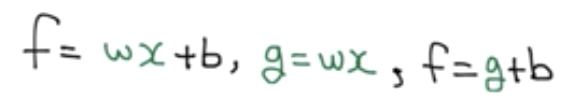 f = wx + b, g = wx, f = g + b